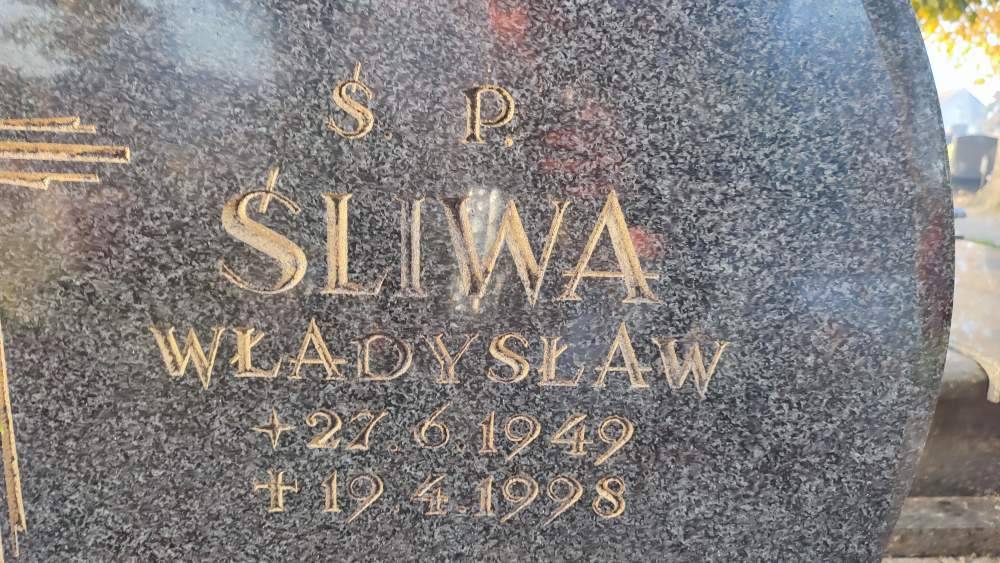 Ś. P.
ŚLIWA
WŁADYSŁAW
+ 27.6.1949
† 19.4.1998